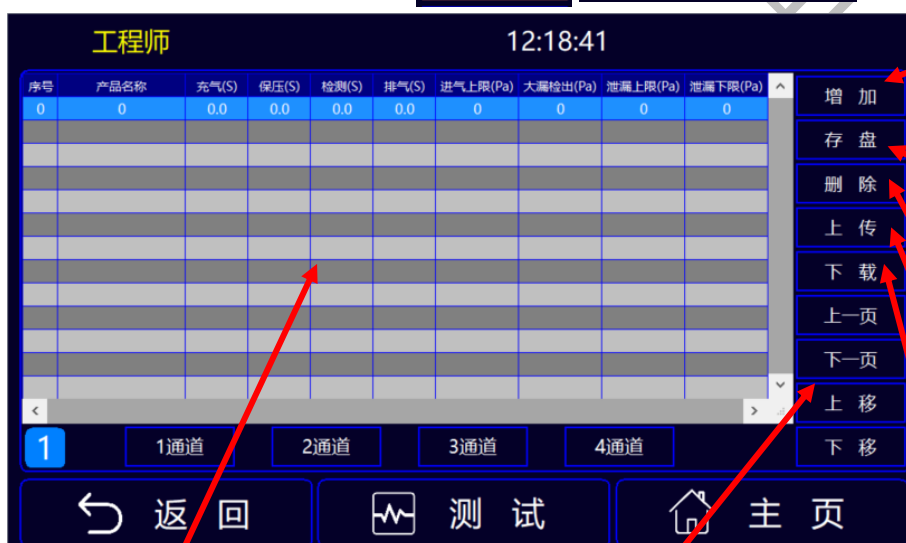 工程师 12:18:41
序号 产品名称 充气(S) 保压(S) 检测(S) 排气(S) 进气上限(Pa) 大漏检出(Pa) 泄漏上限(Pa) 泄漏下限(Pa)
0 0 0.0 0.0 0.0 0.0 0 0 0 0
增 加
存 盘
删 除
上 传
下 载
上一页
下一页
上 移
下 移
1 1通道 2通道 3通道 4通道
返 回 测 试 主 页